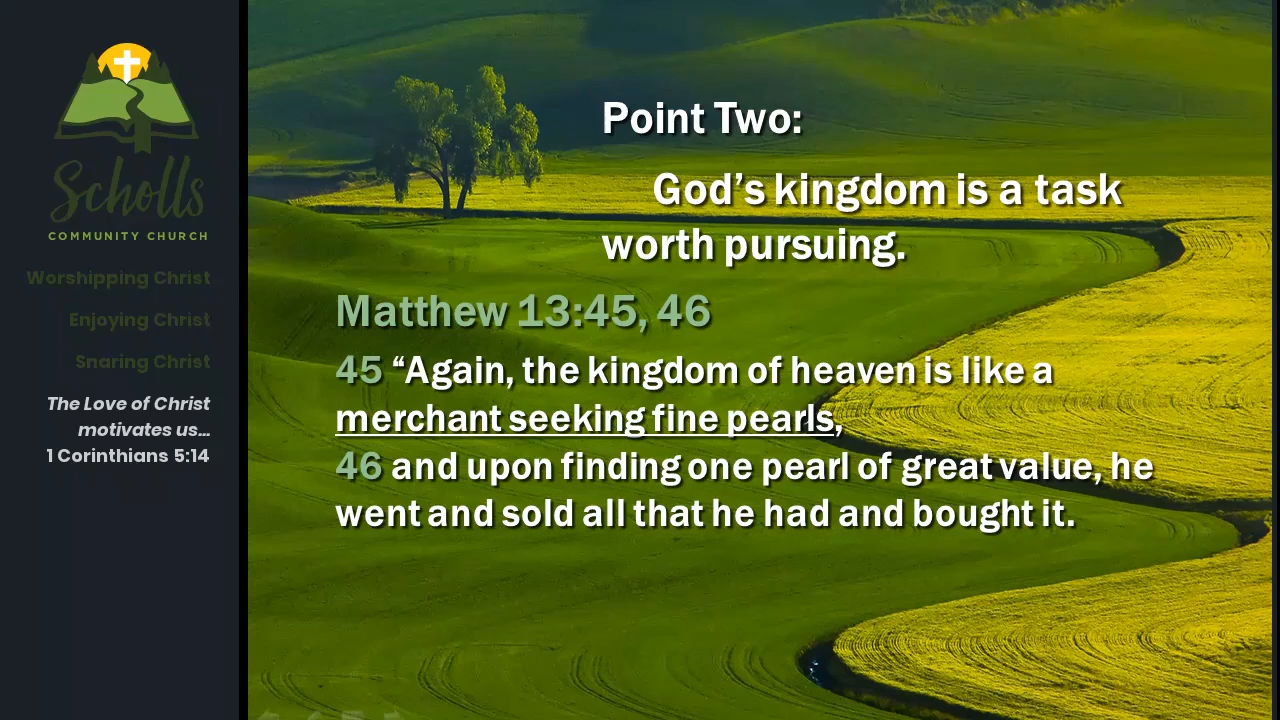 Scholls
COMMUNITY CHURCH
Worshipping Christ
Enjoying Christ
Snaring Christ
The Love of Christ
motivates us...
1 Corinthians 5:14
Point Two:
God’s kingdom is a task
worth pursuing.
Matthew 13:45, 46
45 “Again, the kingdom of heaven is like a
merchant seeking fine pearls,
46 and upon finding one pearl of great value, he
went and sold all that he had and bought it.